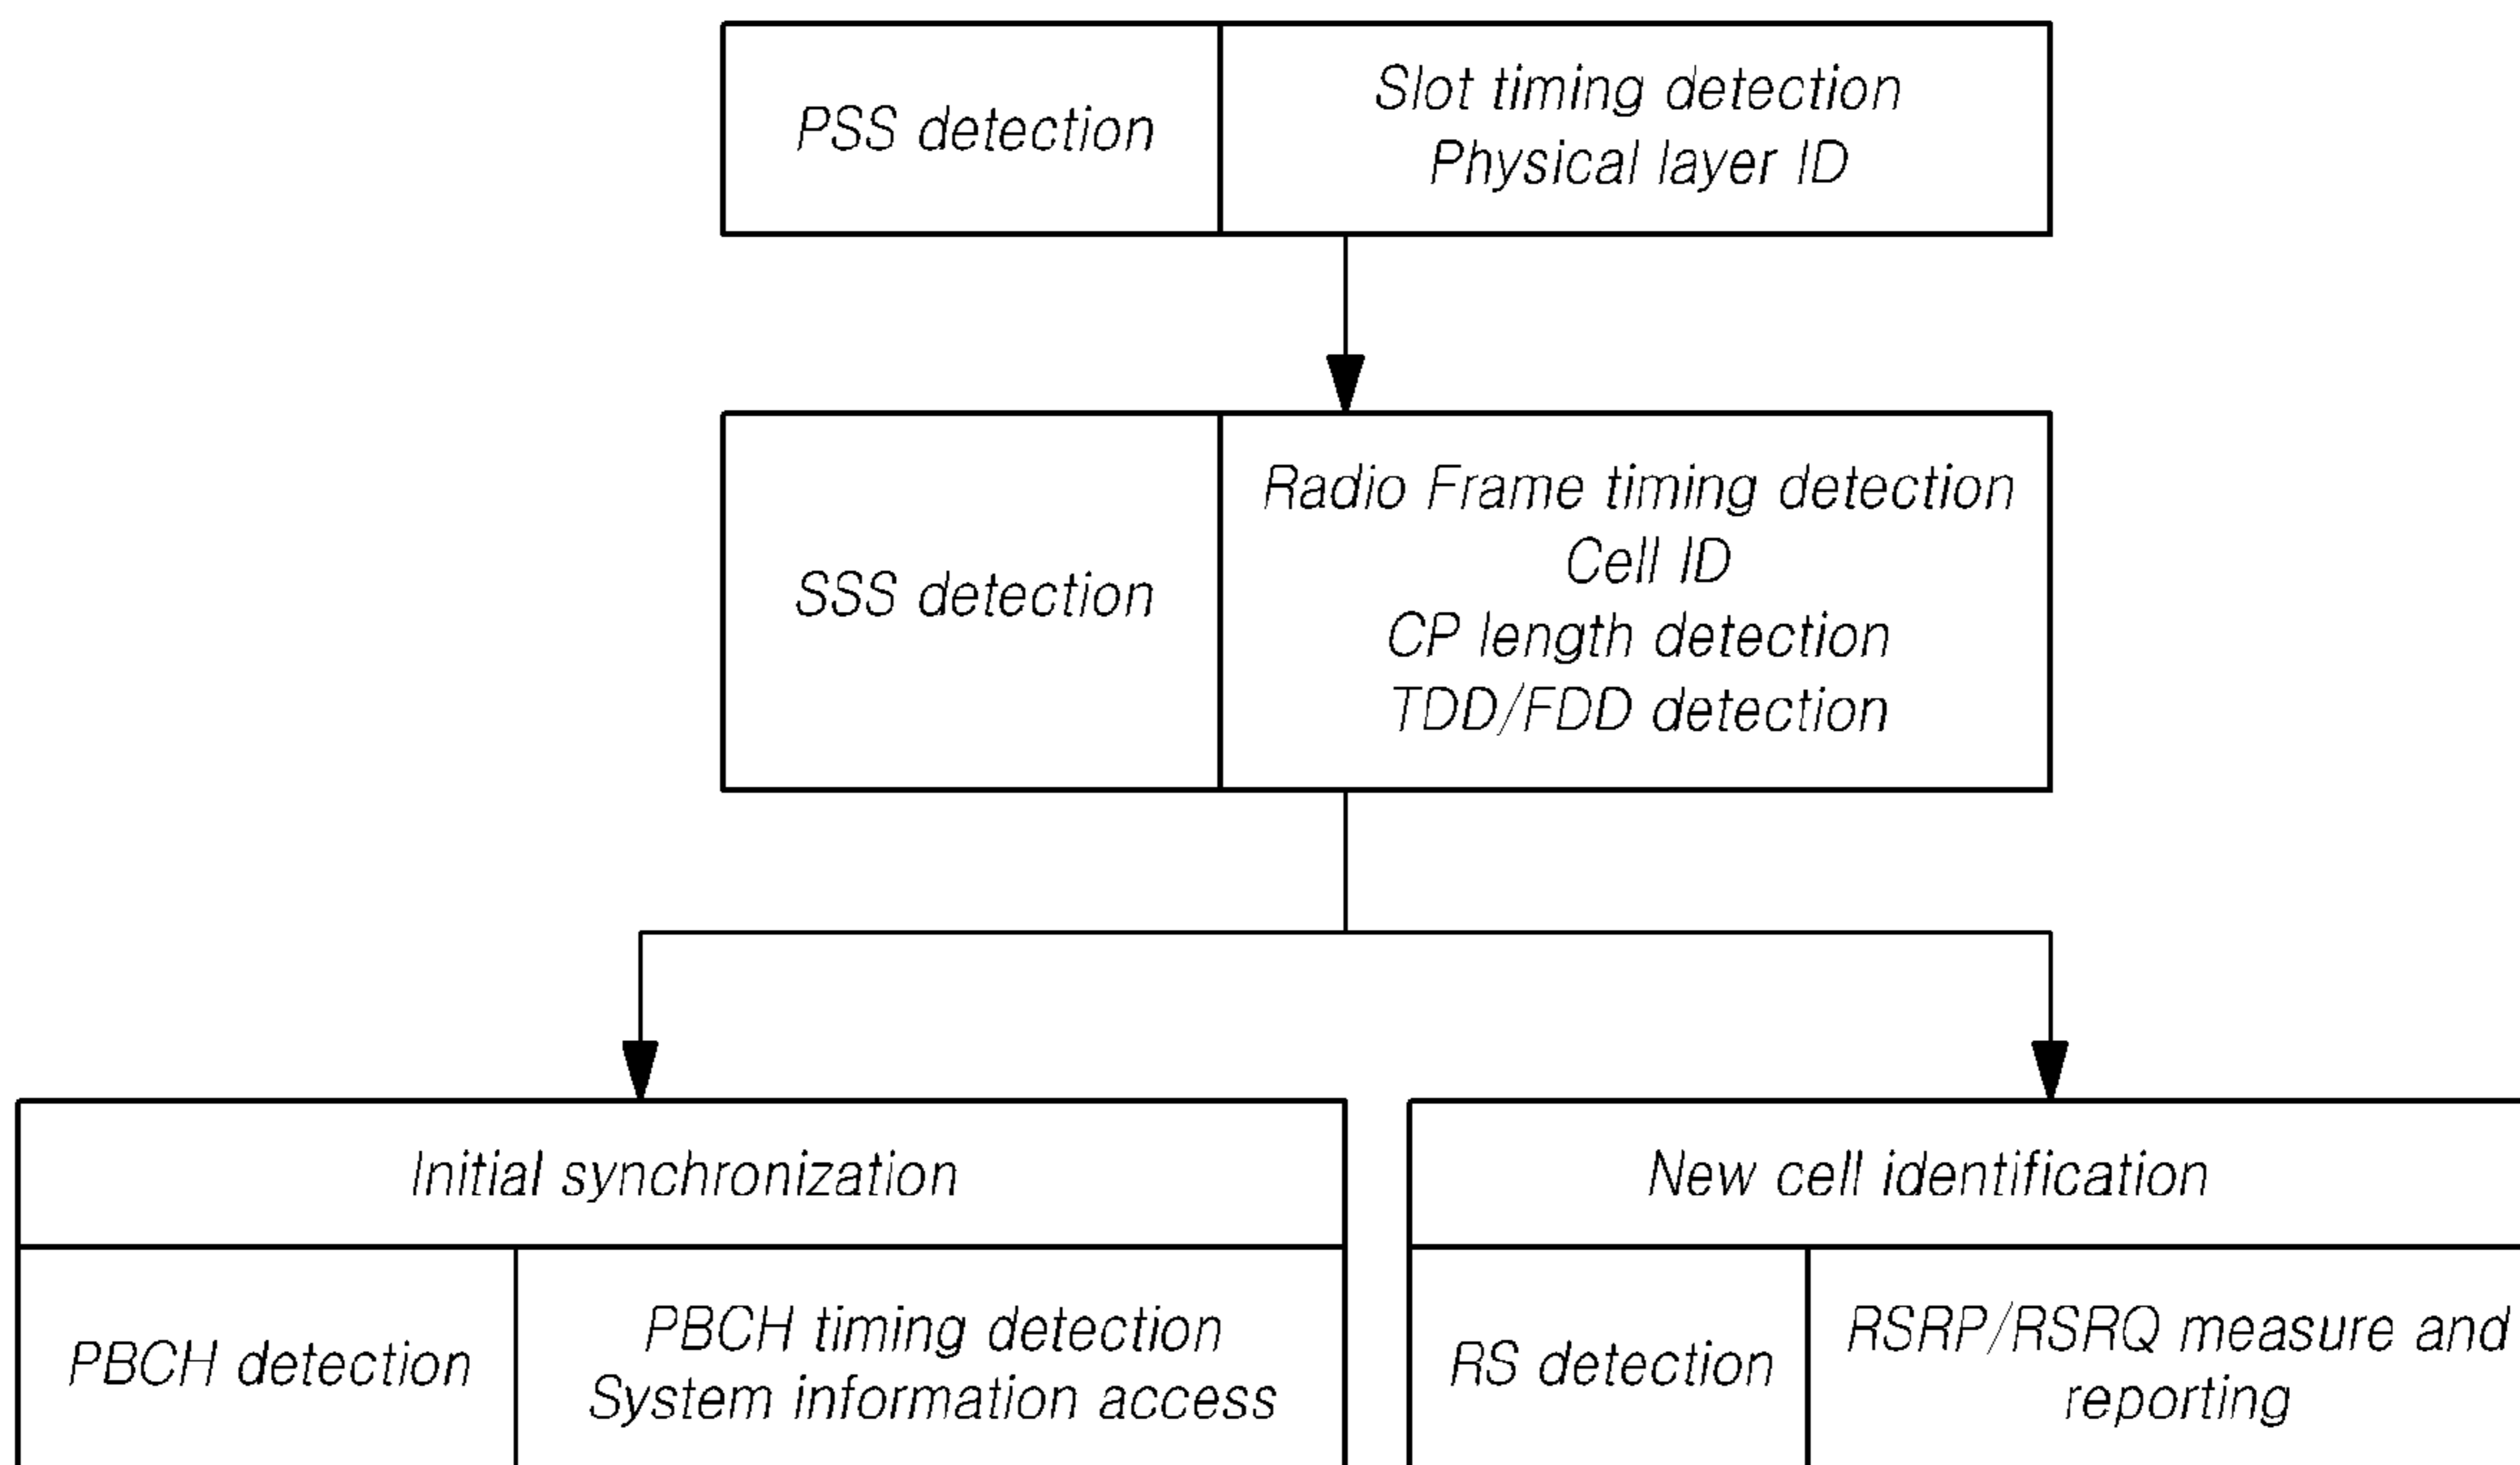 PSS detection
Slot timing detection
Physical layer ID
SSS detection
Radio Frame timing detection
Cell ID
CP length detection
TDD/FDD detection
Initial synchronization
PBCH detection
PBCH timing detection
System information access
New cell identification
RS detection
RSRP/RSRQ measure and
reporting